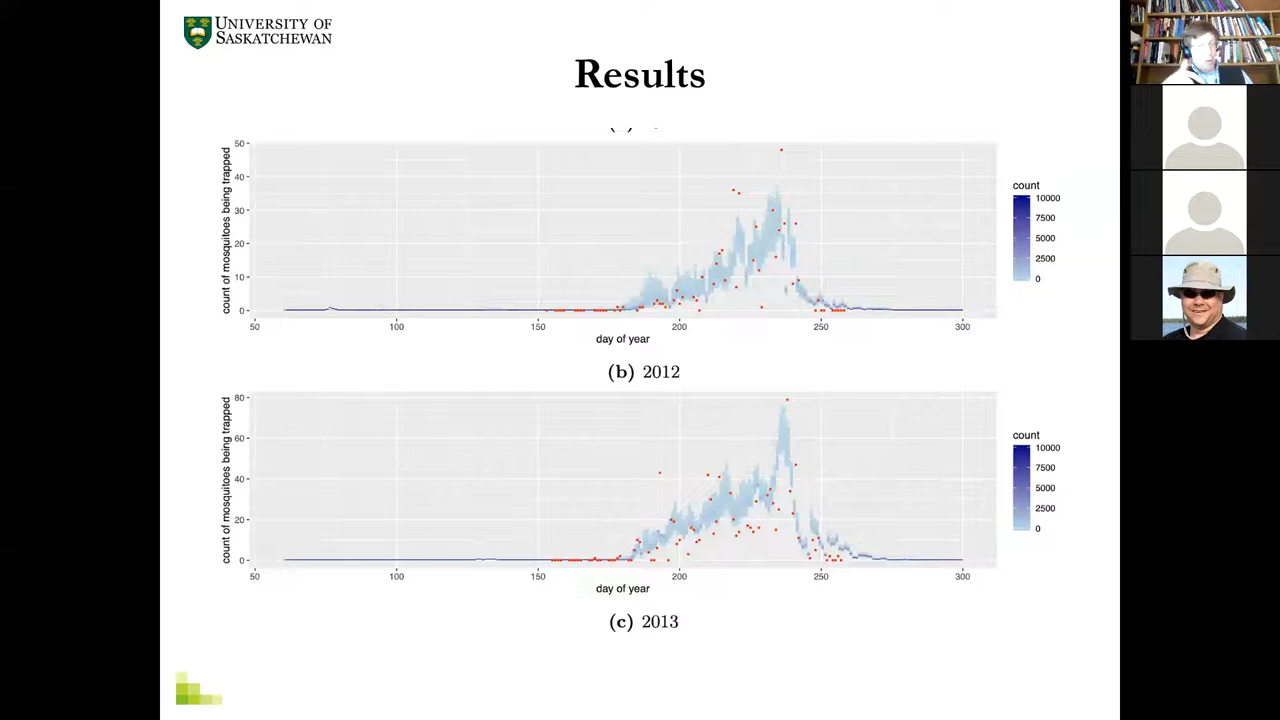 UNIVERSITY OF
SASKATCHEWAN
Results
50
40
30
20
10
0
count of mosquitoes being trapped
50 100 150 200 250 300
day of year
count
10000
7500
5000
2500
0
(b) 2012
80
60
40
20
0
count of mosquitoes being trapped
50 100 150 200 250 300
day of year
count
10000
7500
5000
2500
0
(c) 2013